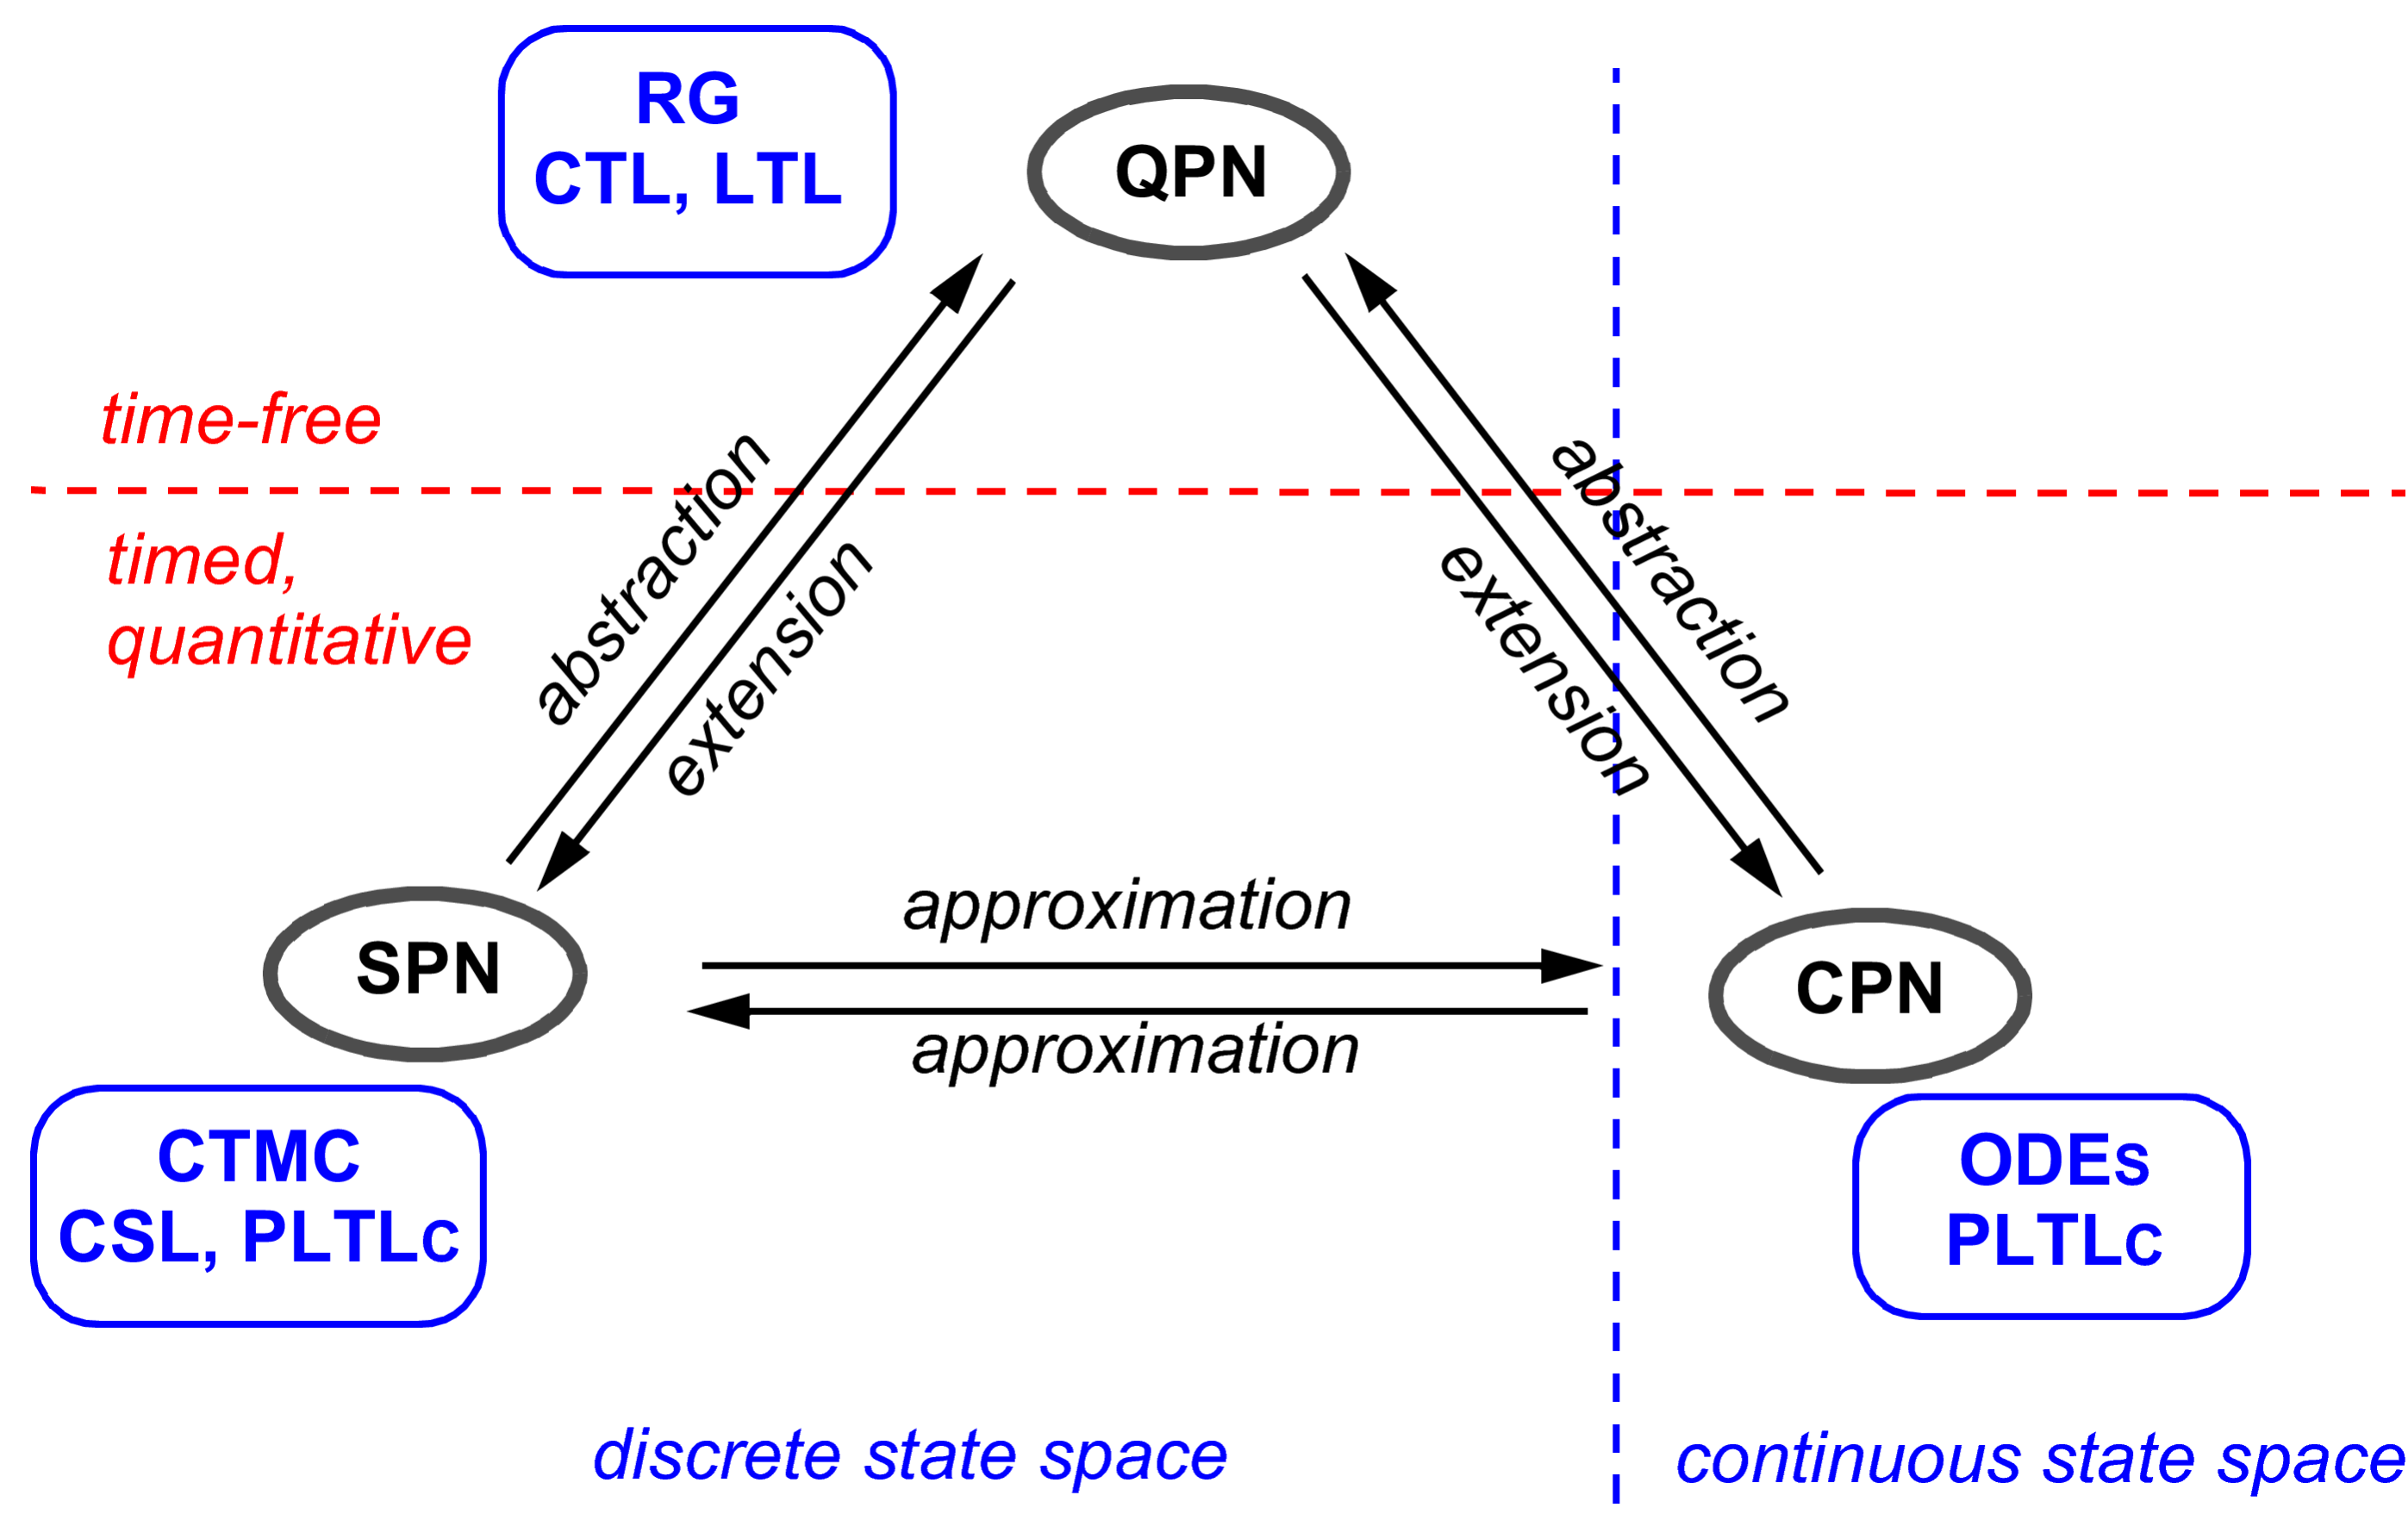 RG
CTL, LTL
QPN
time-free
timed,
quantitative
abstraction
extension
abstraction
extension
SPN
approximation
approximation
CPN
CTMC
CSL, PLTLC
ODES
PLTLC
discrete state space
continuous state space